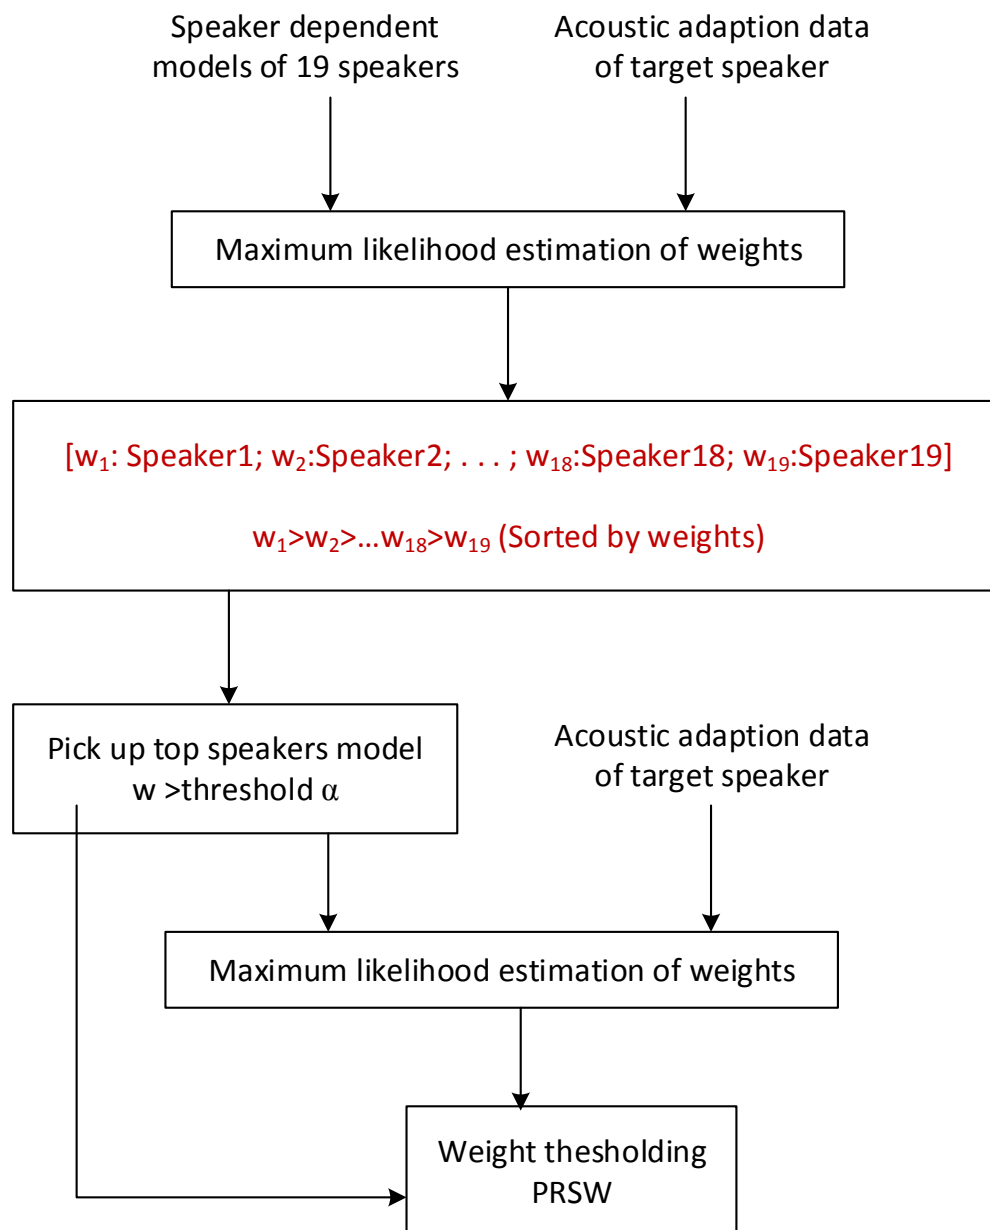 Speaker dependent
models of 19 speakers
Acoustic adaption data
of target speaker
Maximum likelihood estimation of weights
[w₁: Speaker1; w₂:Speaker2; . . . ; w₁₈:Speaker18; w₁₉:Speaker19]
w₁>w₂>...w₁₈>w₁₉ (Sorted by weights)
Pick up top speakers model
w >threshold α
Acoustic adaption data
of target speaker
Maximum likelihood estimation of weights
Weight thesholding
PRSW